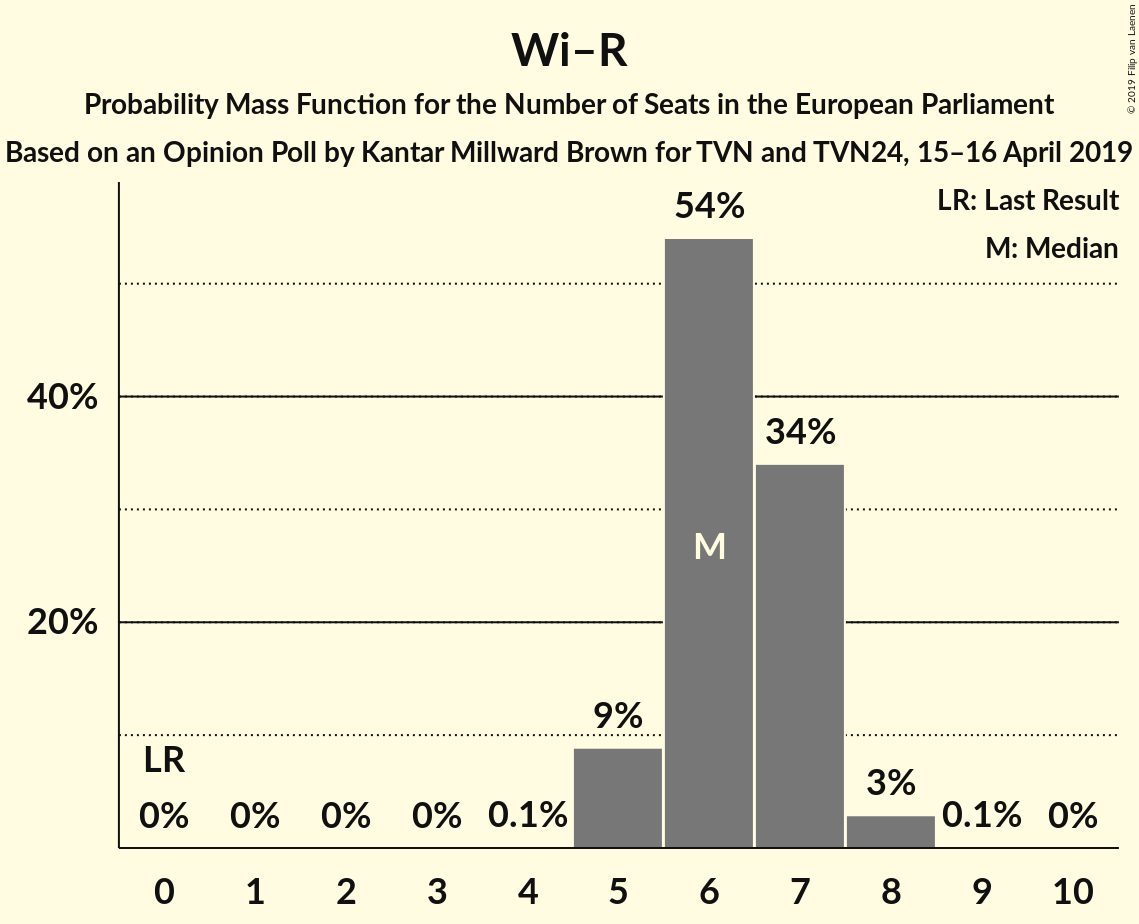 Wi–R
Probability Mass Function for the Number of Seats in the European Parliament
Based on an Opinion Poll by Kantar Millward Brown for TVN and TVN24, 15–16 April 2019
© 2019 Filip van Laenen
LR: Last Result
M: Median
54%
40%
34%
M
20%
9%
LR
3%
0% 0% 0% 0% 0.1% 0.1% 0%
0 1 2 3 4 5 6 7 8 9 10